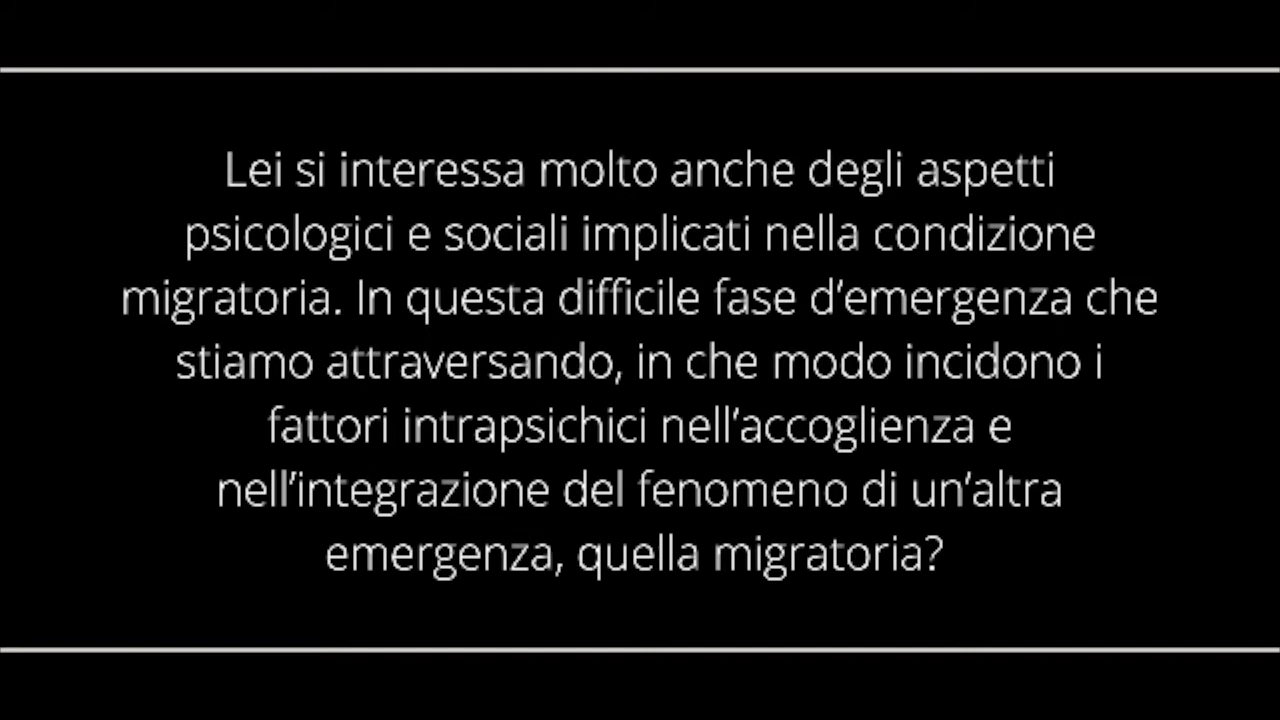 Lei si interessa molto anche degli aspetti
psicologici e sociali implicati nella condizione
migratoria. In questa difficile fase d’emergenza che
stiamo attraversando, in che modo incidono i
fattori intrapsichici nell’accoglienza e
nell’integrazione del fenomeno di un’altra
emergenza, quella migratoria?